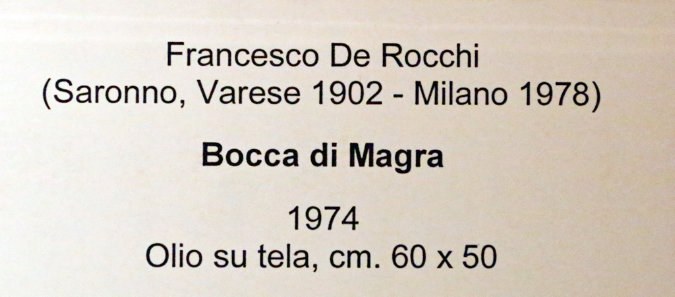 Francesco De Rocchi
(Saronno, Varese 1902 - Milano 1978)
Bocca di Magra
1974
Olio su tela, cm. 60 x 50